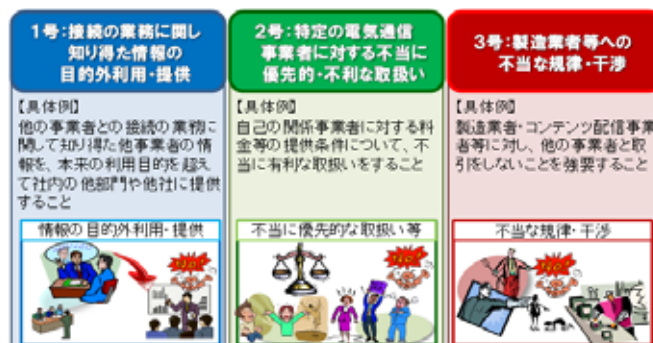 1号:接続の業務に関し
知り得た情報の
目的外利用・提供
【具体例】
他の事業者との接続の業務に
関して知り得た他事業者の情
報を、本来の利用目的を超え
て社内の他部門や他社に提供
すること
情報の目的外利用・提供
STOP
2号:特定の電気通信
事業者に対する不当に
優先的・不利な取扱い
【具体例】
自己の関係事業者に対する料
金等の提供条件について、不
当に有利な取扱いをすること
不当に優先的な取扱い等
STOP
3号:製造業者等への
不当な規律・干渉
【具体例】
製造業者・コンテンツ配信事業
者等に対し、他の事業者と取
引をしないことを強要すること
不当な規律・干渉
STOP